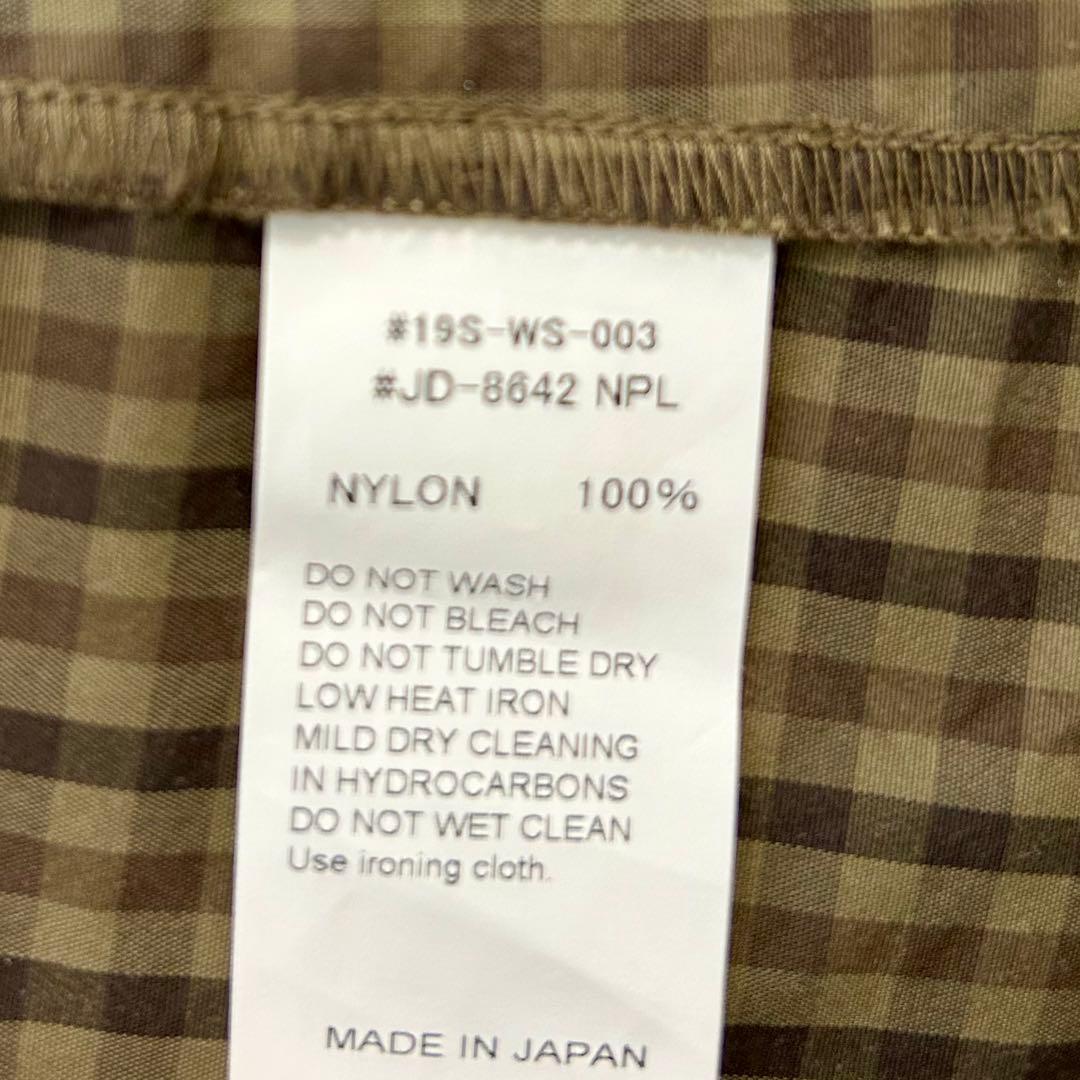 #19S-WS-003
#JD-8642 NPL
NYLON 100%
DO NOT WASH
DO NOT BLEACH
DO NOT TUMBLE DRY
LOW HEAT IRON
MILD DRY CLEANING
IN HYDROCARBONS
DO NOT WET CLEAN
Use ironing cloth.
MADE IN JAPAN